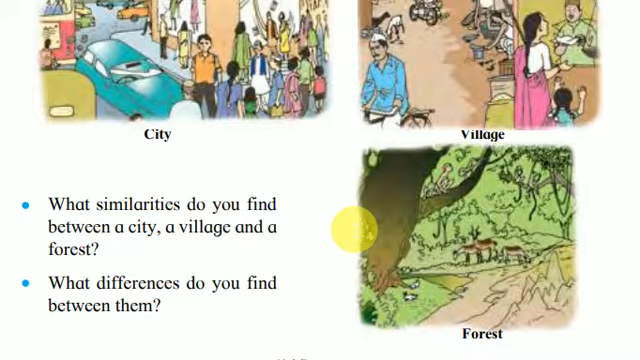 City
Village
What similarities do you find
between a city, a village and a
forest?
What differences do you find
between them?
Forest